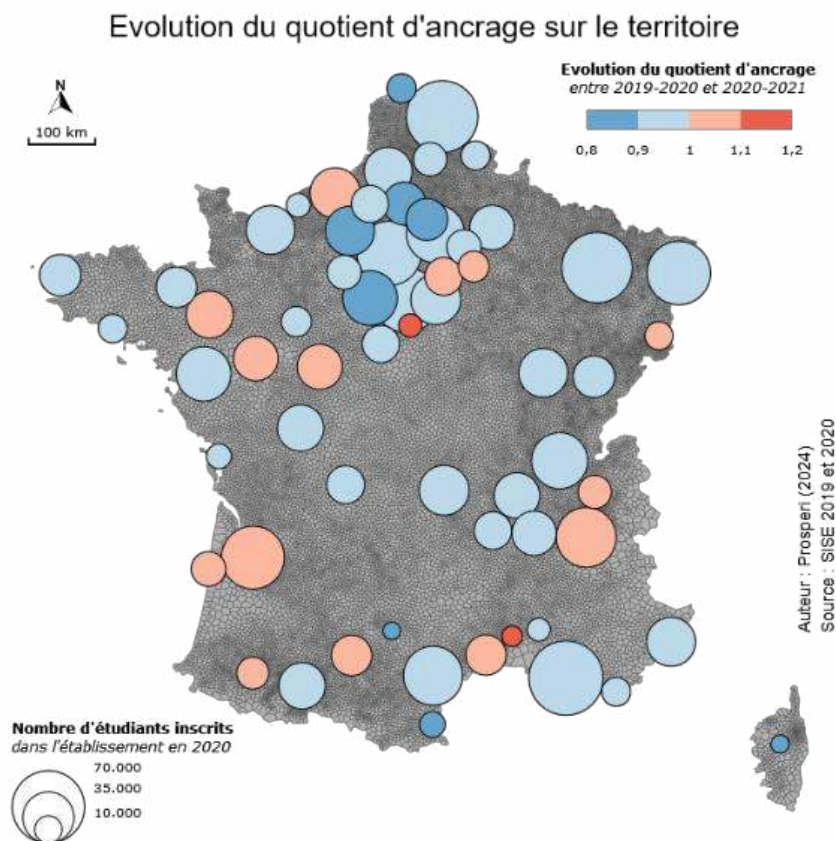 Evolution du quotient d'ancrage sur le territoire
N
100 km
Evolution du quotient d'ancrage
entre 2019-2020 et 2020-2021
0,8 0,9 1 1,1 1,2
Auteur : Prosperi (2024)
Source : SISE 2019 et 2020
Nombre d'étudiants inscrits
dans l'établissement en 2020
70.000
35.000
10.000